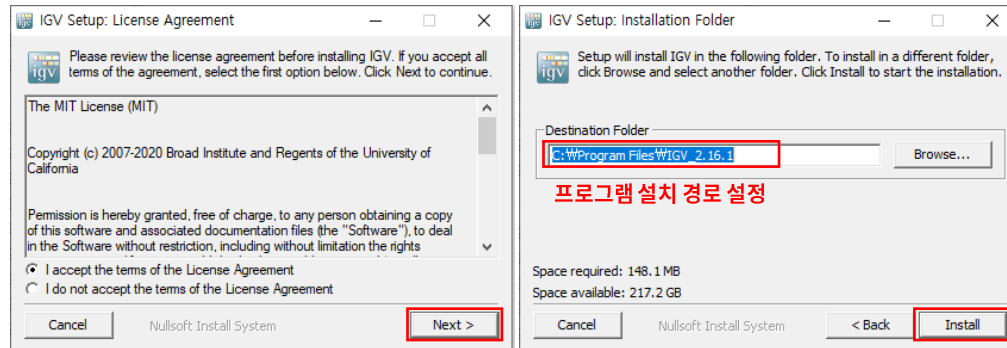 IGV Setup: License Agreement
Please review the license agreement before installing IGV. If you accept all
terms of the agreement, select the first option below. Click Next to continue.
The MIT License (MIT)
Copyright (c) 2007-2020 Broad Institute and Regents of the University of
California
Permission is hereby granted, free of charge, to any person obtaining a copy
of this software and associated documentation files (the "Software"), to deal
in the Software without restriction, including without limitation the rights
I accept the terms of the License Agreement
I do not accept the terms of the License Agreement
Cancel
Nullsoft Install System
Next >
IGV Setup: Installation Folder
Setup will install IGV in the following folder. To install in a different folder,
click Browse and select another folder. Click Install to start the installation.
Destination Folder
C:₩Program Files₩IGV_2.16.1
Browse...
프로그램 설치 경로 설정
Space required: 148.1 MB
Space available: 217.2 GB
Cancel
Nullsoft Install System
< Back
Install